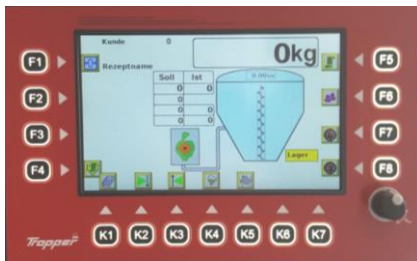 Kunde 0
0kg
F1 F5
Rezeptname
Soll Ist
0 0
0
0 0
0 0
F2 F6
F3 F7
Lager
F4 F8
Tropper
K1 K2 K3 K4 K5 K6 K7